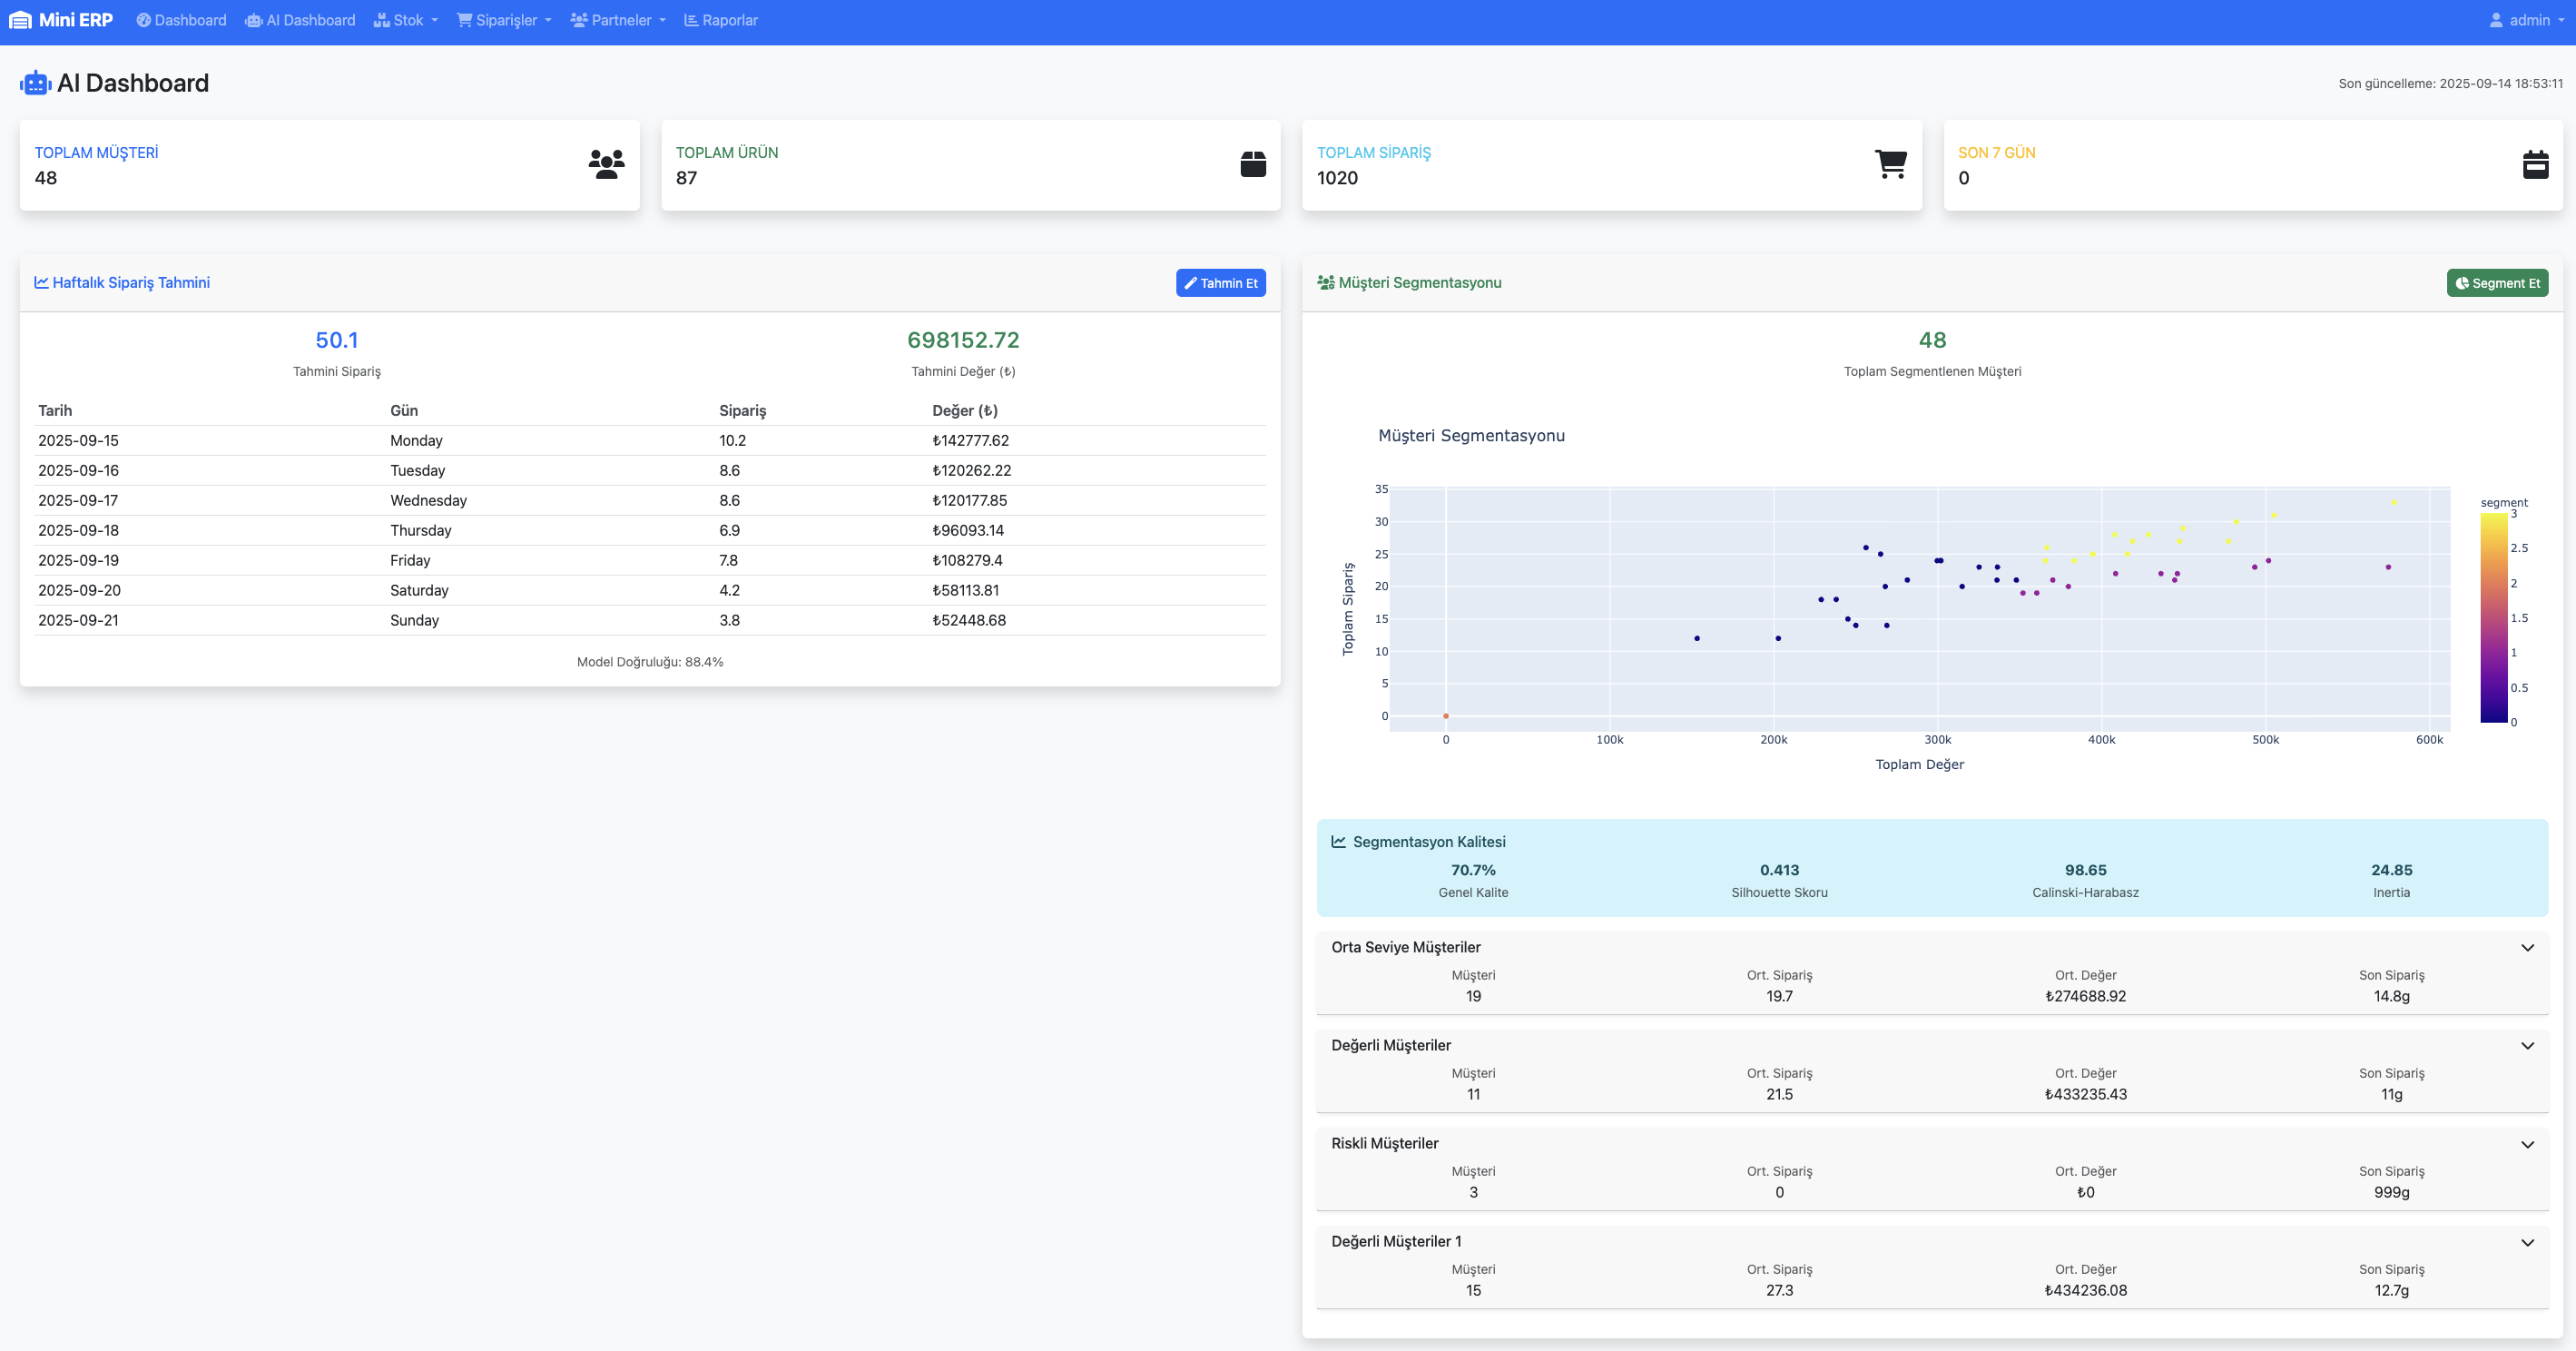 Mini ERP Dashboard AI Dashboard Stok Siparişler Partneler Raporlar admin
AI Dashboard
Son güncelleme: 2025-09-14 18:53:11
TOPLAM MÜŞTERİ
48
TOPLAM ÜRÜN
87
TOPLAM SİPARİŞ
1020
SON 7 GÜN
0
Haftalık Sipariş Tahmini
Tahmin Et
50.1
Tahmini Sipariş
698152.72
Tahmini Değer (₺)
Tarih Gün Sipariş Değer (₺)
2025-09-15 Monday 10.2 ₺142777.62
2025-09-16 Tuesday 8.6 ₺120262.22
2025-09-17 Wednesday 8.6 ₺120177.85
2025-09-18 Thursday 6.9 ₺96093.14
2025-09-19 Friday 7.8 ₺108279.4
2025-09-20 Saturday 4.2 ₺58113.81
2025-09-21 Sunday 3.8 ₺52448.68
Model Doğruluğu: 88.4%
Müşteri Segmentasyonu
Segment Et
48
Toplam Segmentlenen Müşteri
Müşteri Segmentasyonu
Toplam Sipariş
35
30
25
20
15
10
5
0
0 100k 200k 300k 400k 500k 600k
Toplam Değer
segment
3
2.5
2
1.5
1
0.5
0
Segmentasyon Kalitesi
70.7% 0.413 98.65 24.85
Genel Kalite Silhouette Skoru Calinski-Harabasz Inertia
Orta Seviye Müşteriler
Müşteri Ort. Sipariş Ort. Değer Son Sipariş
19 19.7 ₺274688.92 14.8g
Değerli Müşteriler
Müşteri Ort. Sipariş Ort. Değer Son Sipariş
11 21.5 ₺433235.43 11g
Riskli Müşteriler
Müşteri Ort. Sipariş Ort. Değer Son Sipariş
3 0 ₺0 999g
Değerli Müşteriler 1
Müşteri Ort. Sipariş Ort. Değer Son Sipariş
15 27.3 ₺434236.08 12.7g